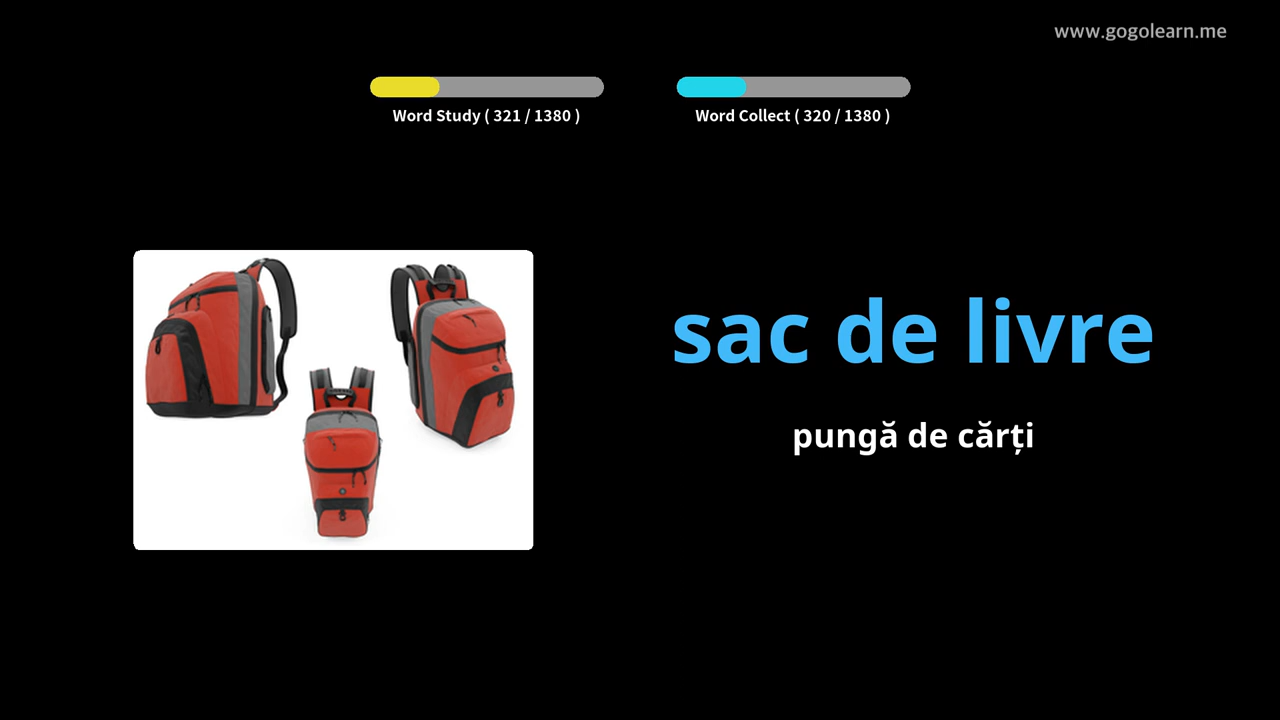 www.gogolearn.me
Word Study ( 321 / 1380 )
Word Collect ( 320 / 1380 )
sac de livre
pungă de cărți